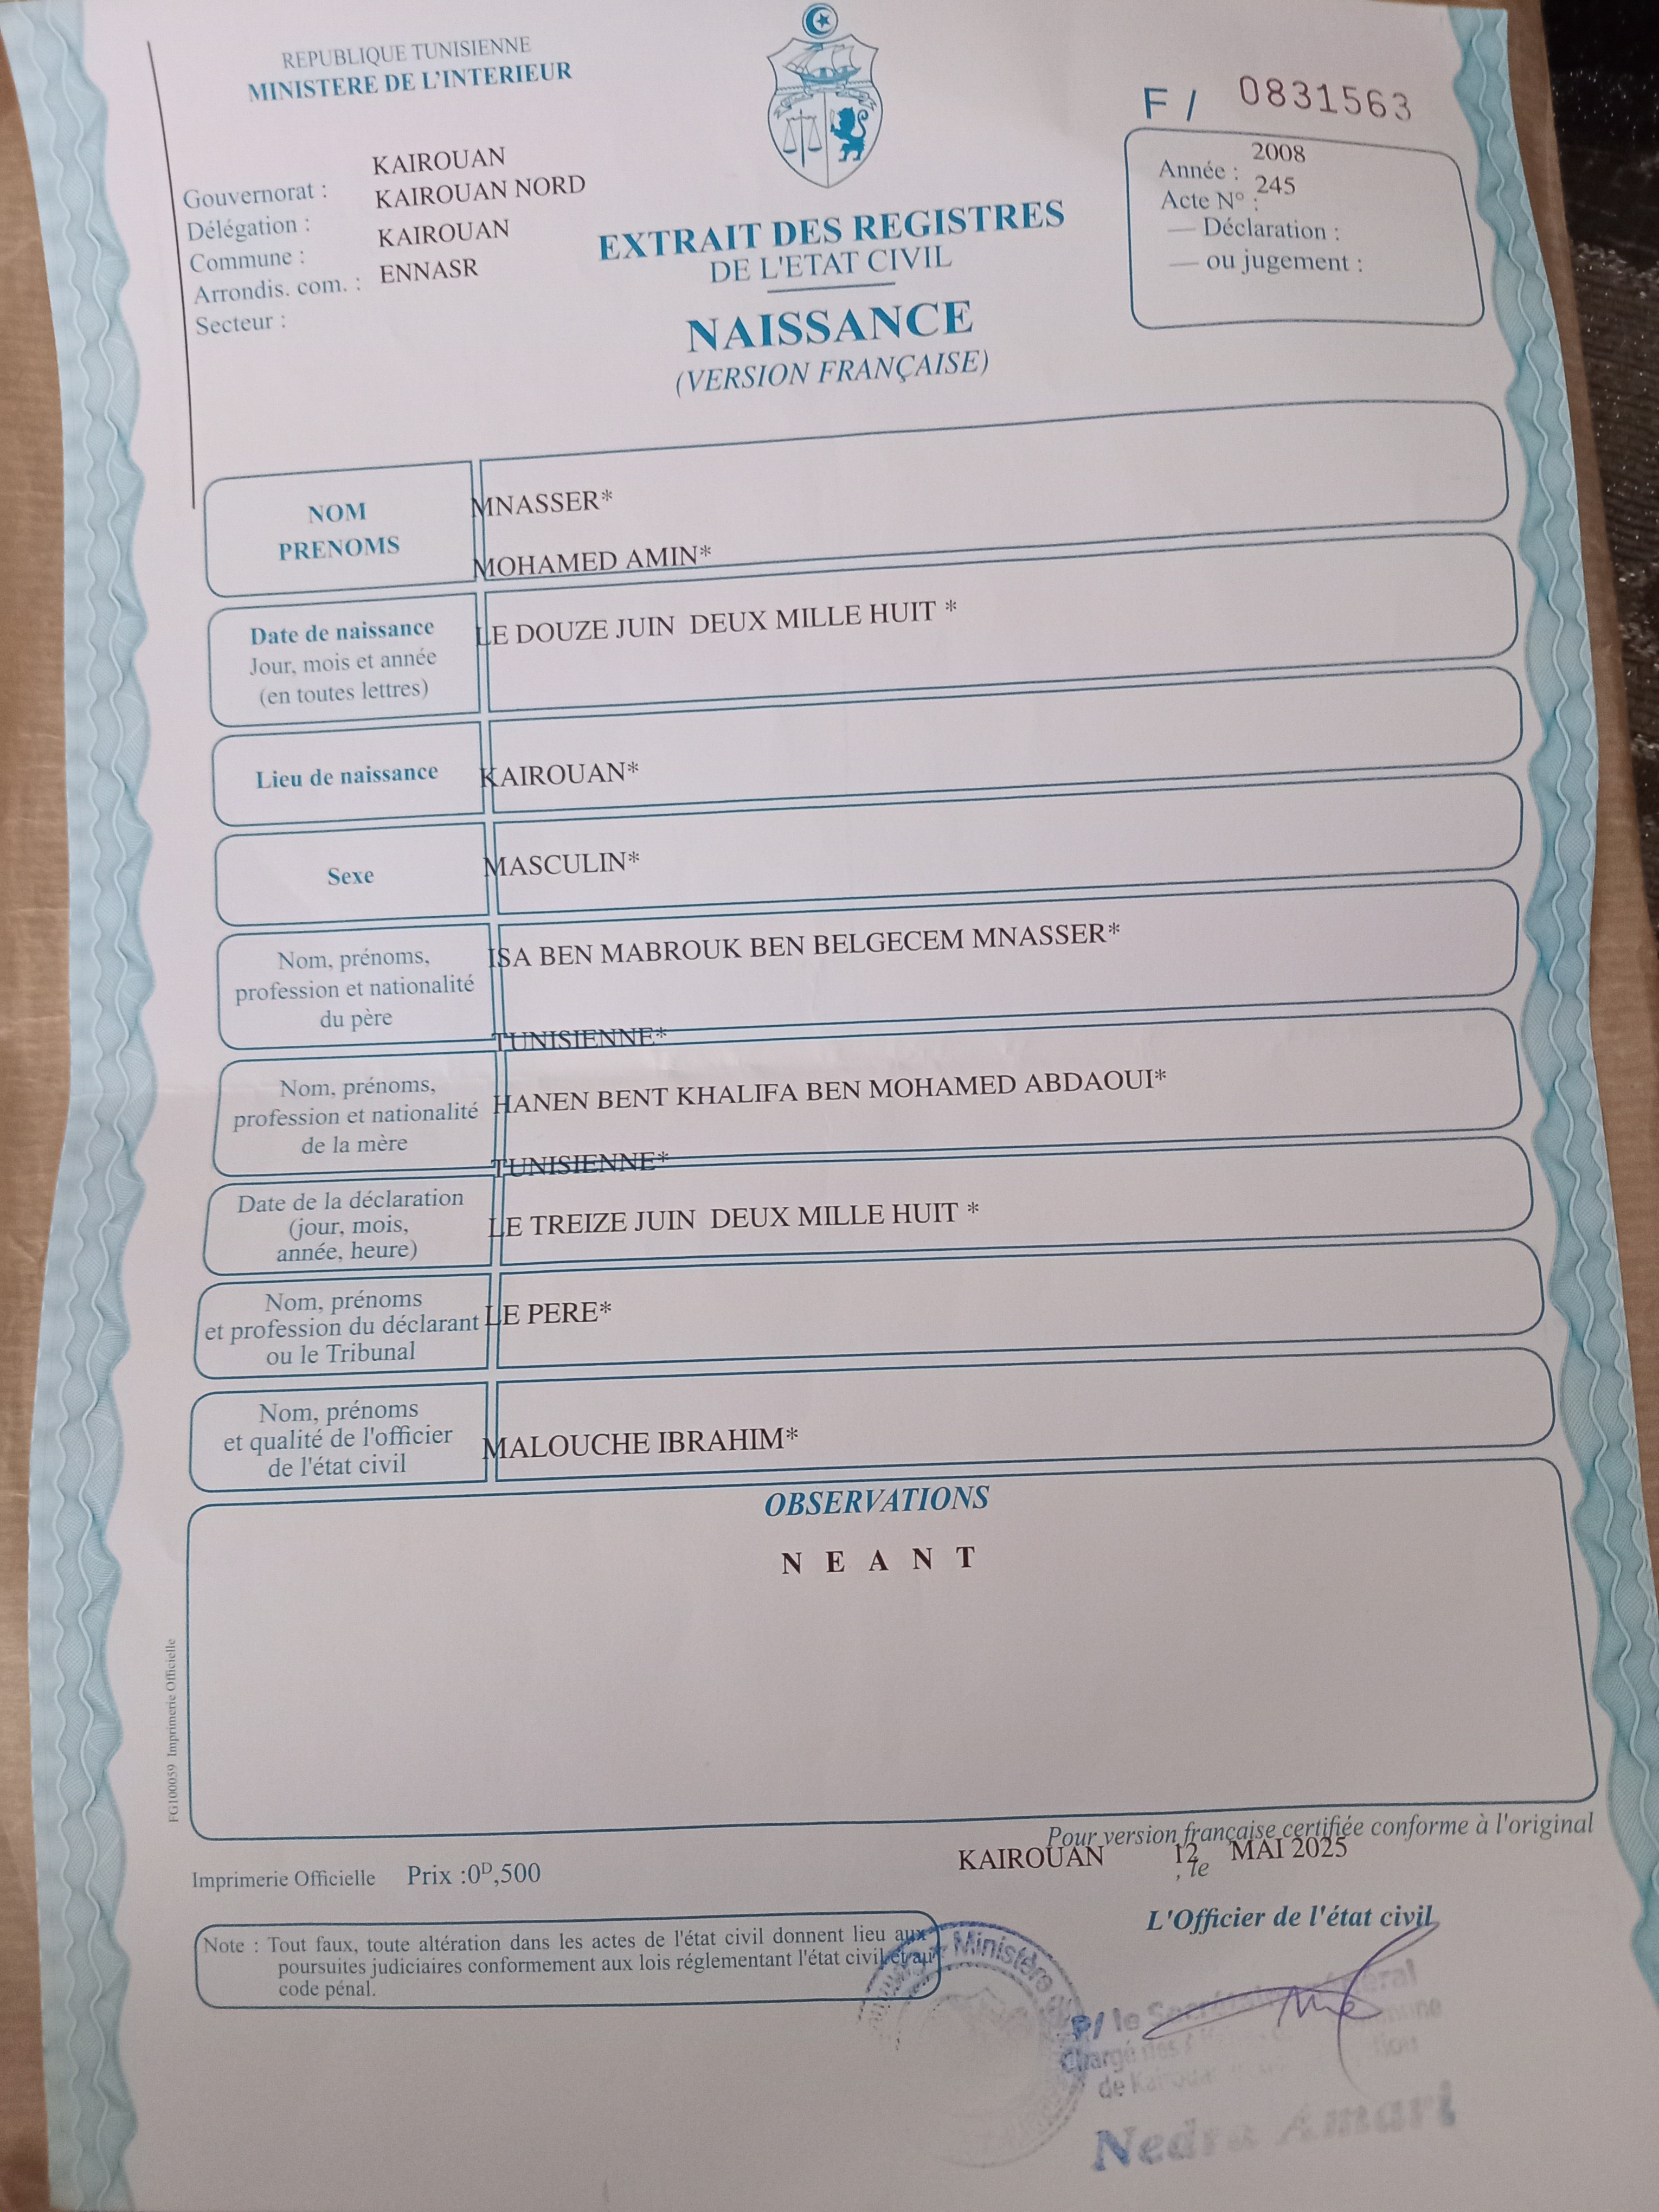 REPUBLIQUE TUNISIENNE
MINISTERE DE L'INTERIEUR
F / 0831563
Gouvernorat : KAIROUAN
Délégation : KAIROUAN NORD
Commune : KAIROUAN
Arrondis. com. : ENNASR
Secteur :
Année : 2008
Acte N° : 245
— Déclaration :
— ou jugement :
EXTRAIT DES REGISTRES
DE L'ETAT CIVIL
NAISSANCE
(VERSION FRANÇAISE)
NOM MNASSER*
PRENOMS MOHAMED AMIN*
Date de naissance LE DOUZE JUIN DEUX MILLE HUIT *
Jour, mois et année
(en toutes lettres)
Lieu de naissance KAIROUAN*
Sexe MASCULIN*
Nom, prénoms, ISA BEN MABROUK BEN BELGECEM MNASSER*
profession et nationalité
du père TUNISIENNE*
Nom, prénoms, HANEN BENT KHALIFA BEN MOHAMED ABDAOUI*
profession et nationalité
de la mère TUNISIENNE*
Date de la déclaration LE TREIZE JUIN DEUX MILLE HUIT *
(jour, mois,
année, heure)
Nom, prénoms LE PERE*
et profession du déclarant
ou le Tribunal
Nom, prénoms
et qualité de l'officier MALOUCHE IBRAHIM*
de l'état civil
OBSERVATIONS
N E A N T
FG100059 Imprimerie Officielle
Pour version française certifiée conforme à l'original
KAIROUAN , le 12 MAI 2025
Imprimerie Officielle Prix :0D,500
L'Officier de l'état civil
Note : Tout faux, toute altération dans les actes de l'état civil donnent lieu aux
poursuites judiciaires conformement aux lois réglementant l'état civil et au
code pénal.
Ministère
P/ le Secrétaire général
Chargé des
de Kairouan
Nedra Amari